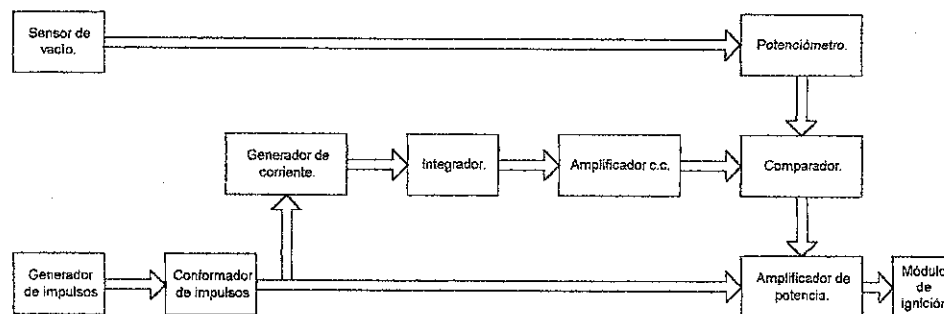 Sensor de
vacío.
Potenciómetro.
Generador de
corriente.
Integrador.
Amplificador c.c.
Comparador.
Generador
de impulsos
Conformador
de impulsos
Amplificador de
potencia.
Módulo
de
ignición